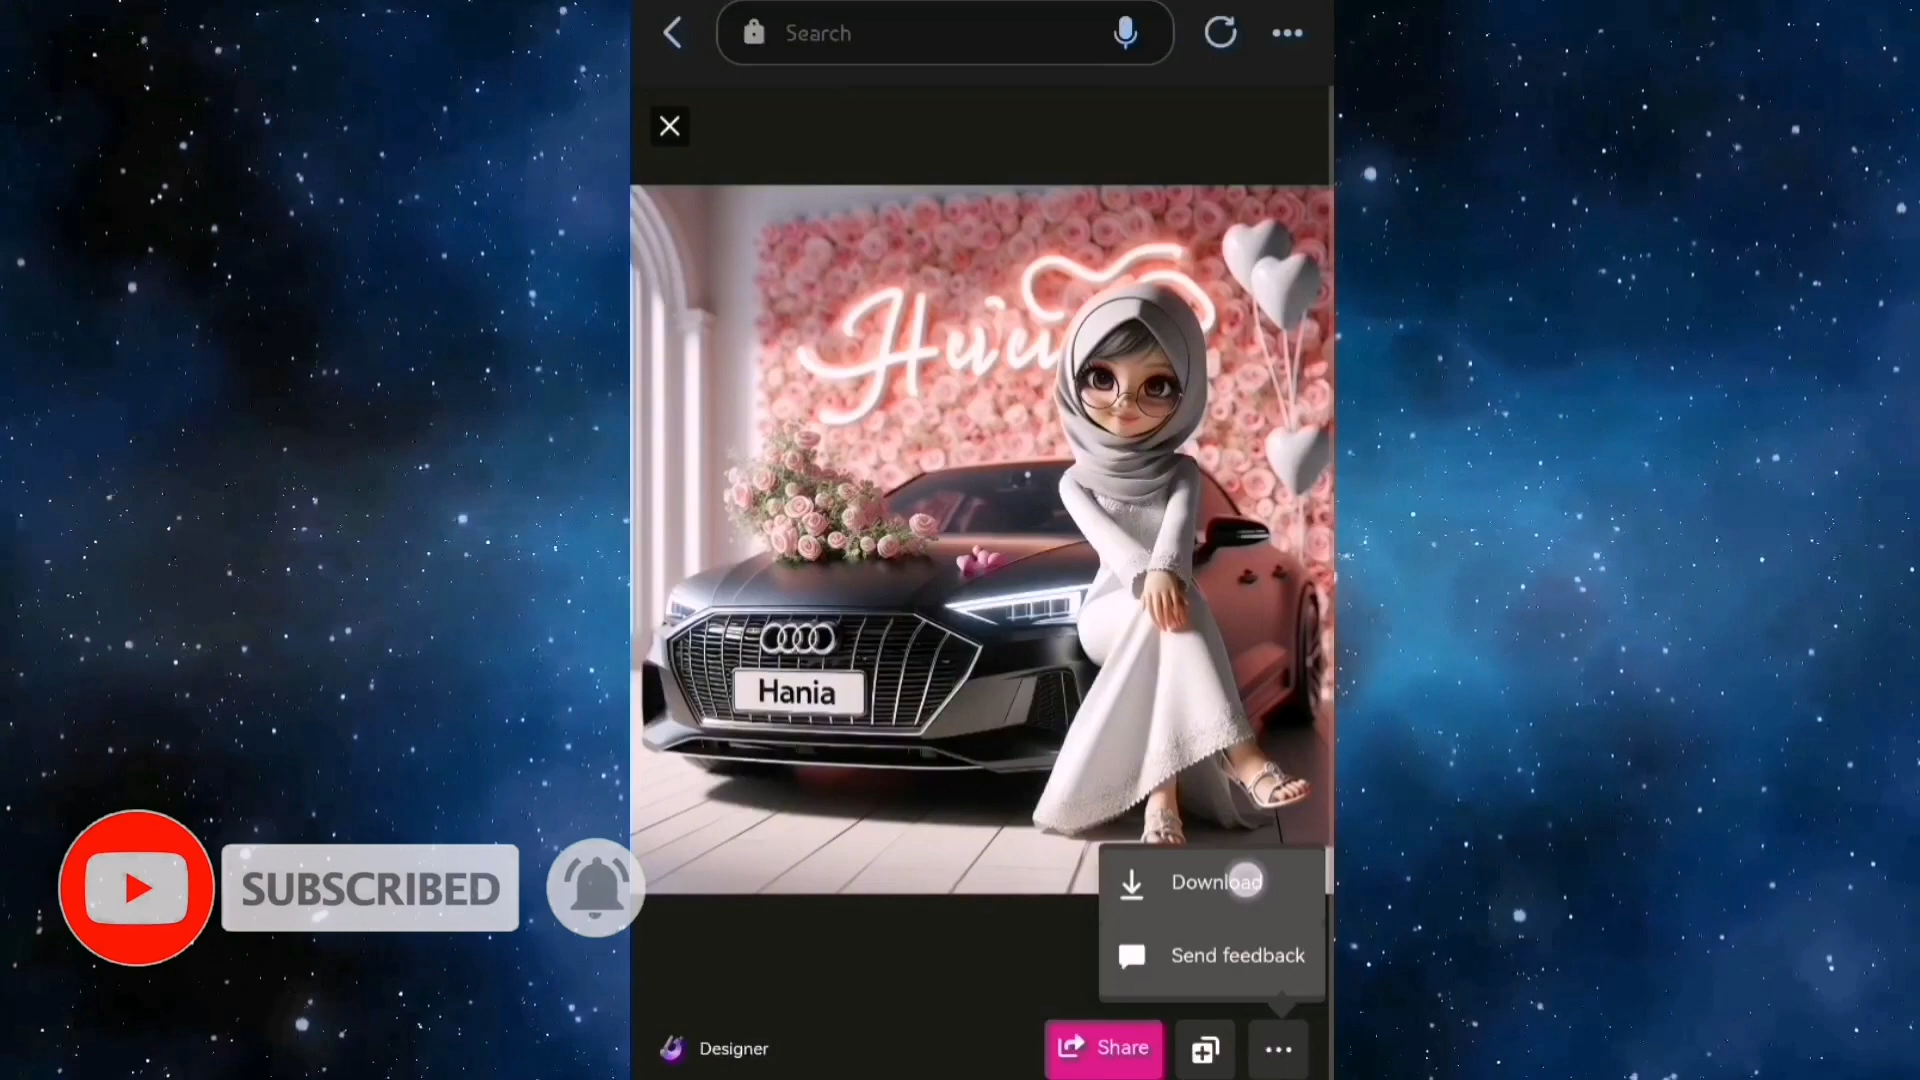 Search
Hania
SUBSCRIBED
Download
Send feedback
Designer
Share